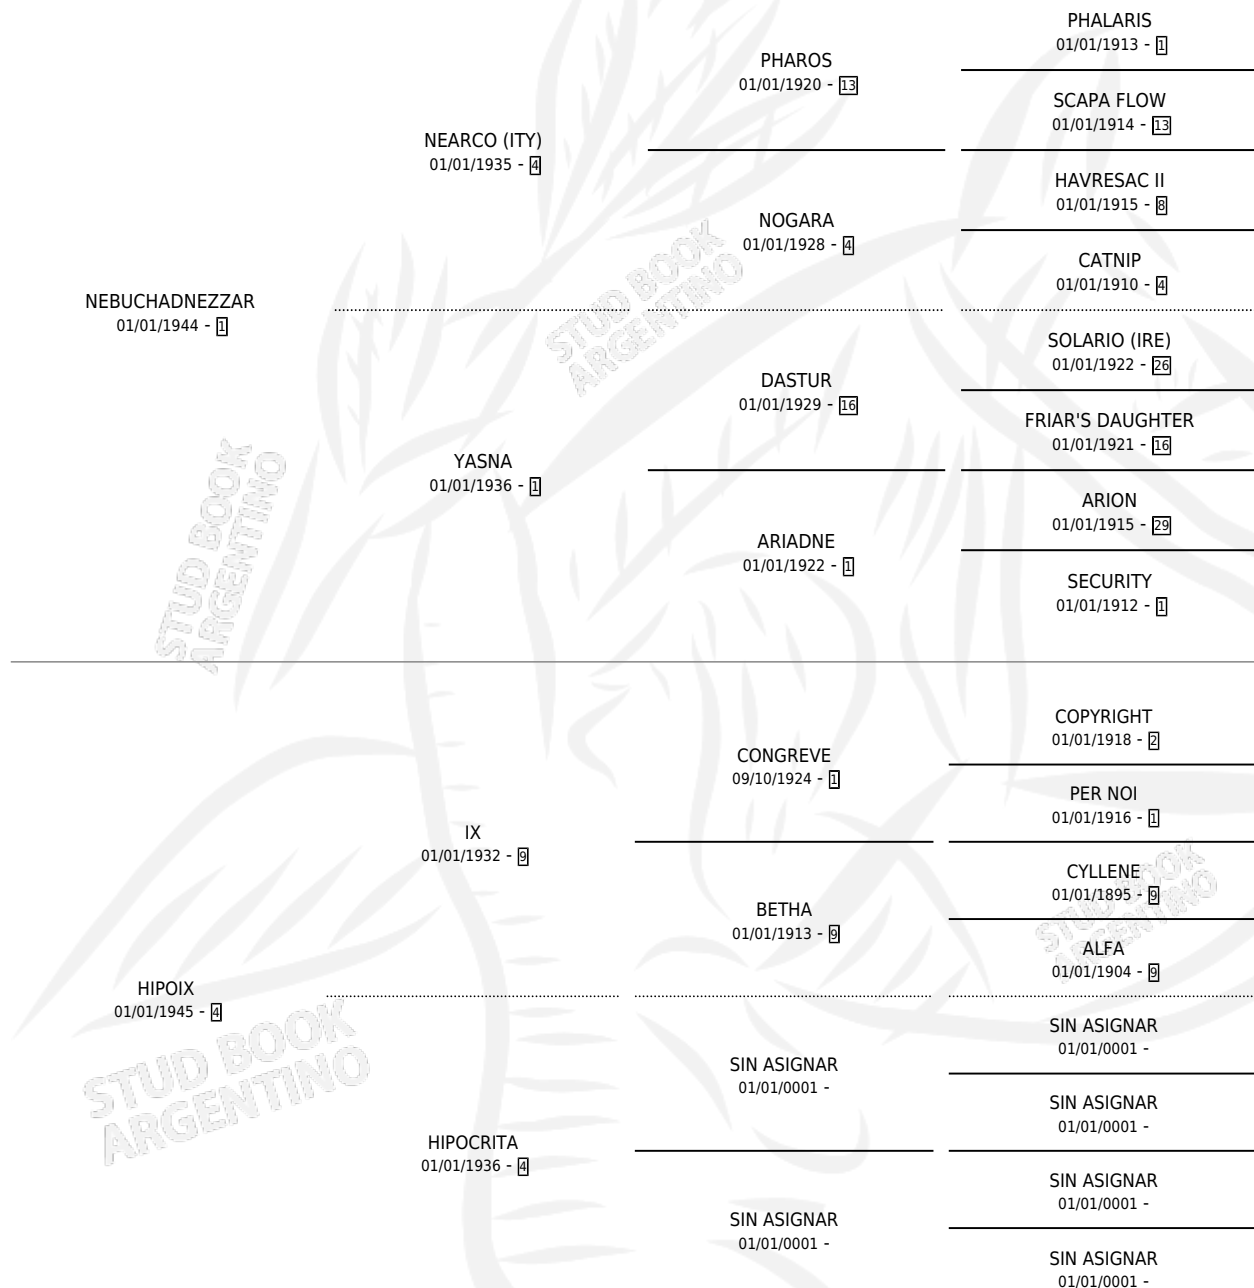 PHALARIS
01/01/1913 - 1
PHAROS
01/01/1920 - 13
SCAPA FLOW
01/01/1914 - 13
NEARCO (ITY)
01/01/1935 - 4
HAVRESAC II
01/01/1915 - 8
NOGARA
01/01/1928 - 4
CATNIP
01/01/1910 - 4
NEBUCHADNEZZAR
01/01/1944 - 1
SOLARIO (IRE)
01/01/1922 - 26
DASTUR
01/01/1929 - 16
FRIAR'S DAUGHTER
01/01/1921 - 16
YASNA
01/01/1936 - 1
ARION
01/01/1915 - 29
ARIADNE
01/01/1922 - 1
SECURITY
01/01/1912 - 1
STUD BOOK
ARGENTINO
STUD BOOK
ARGENTINO
COPYRIGHT
01/01/1918 - 2
CONGREVE
09/10/1924 - 1
PER NOI
01/01/1916 - 1
IX
01/01/1932 - 9
CYLLENE
01/01/1895 - 9
BETHA
01/01/1913 - 9
ALFA
01/01/1904 - 9
STUD BOOK
ARGENTINO
HIPOIX
01/01/1945 - 4
SIN ASIGNAR
01/01/0001 -
SIN ASIGNAR
01/01/0001 -
SIN ASIGNAR
01/01/0001 -
HIPOCRITA
01/01/1936 - 4
SIN ASIGNAR
01/01/0001 -
SIN ASIGNAR
01/01/0001 -
SIN ASIGNAR
01/01/0001 -
STUD BOOK
ARGENTINO